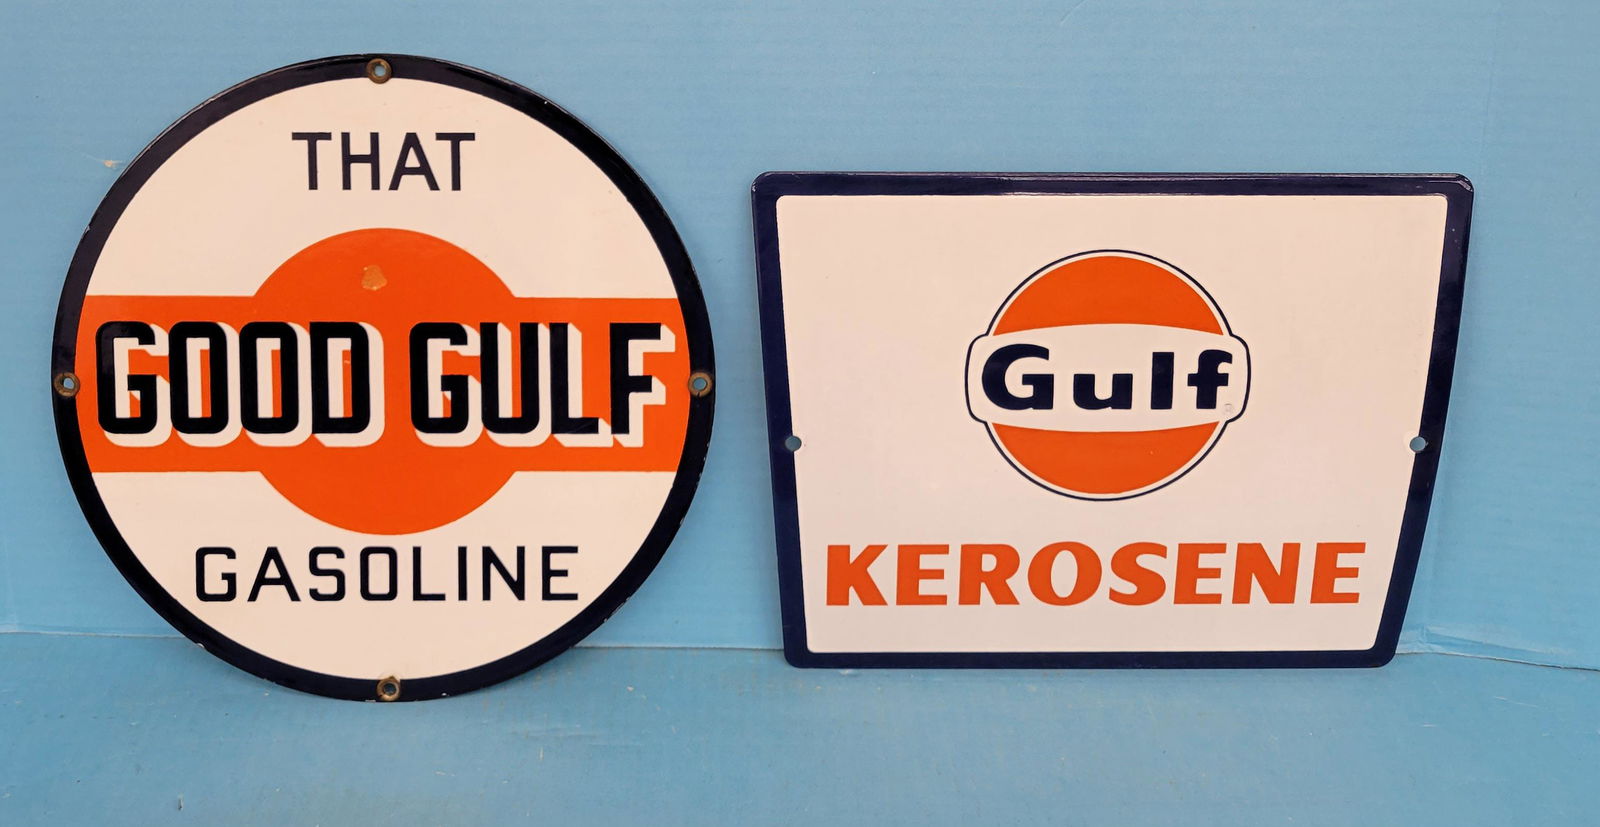 THAT
GOOD GULF
GASOLINE
Gulf
KEROSENE